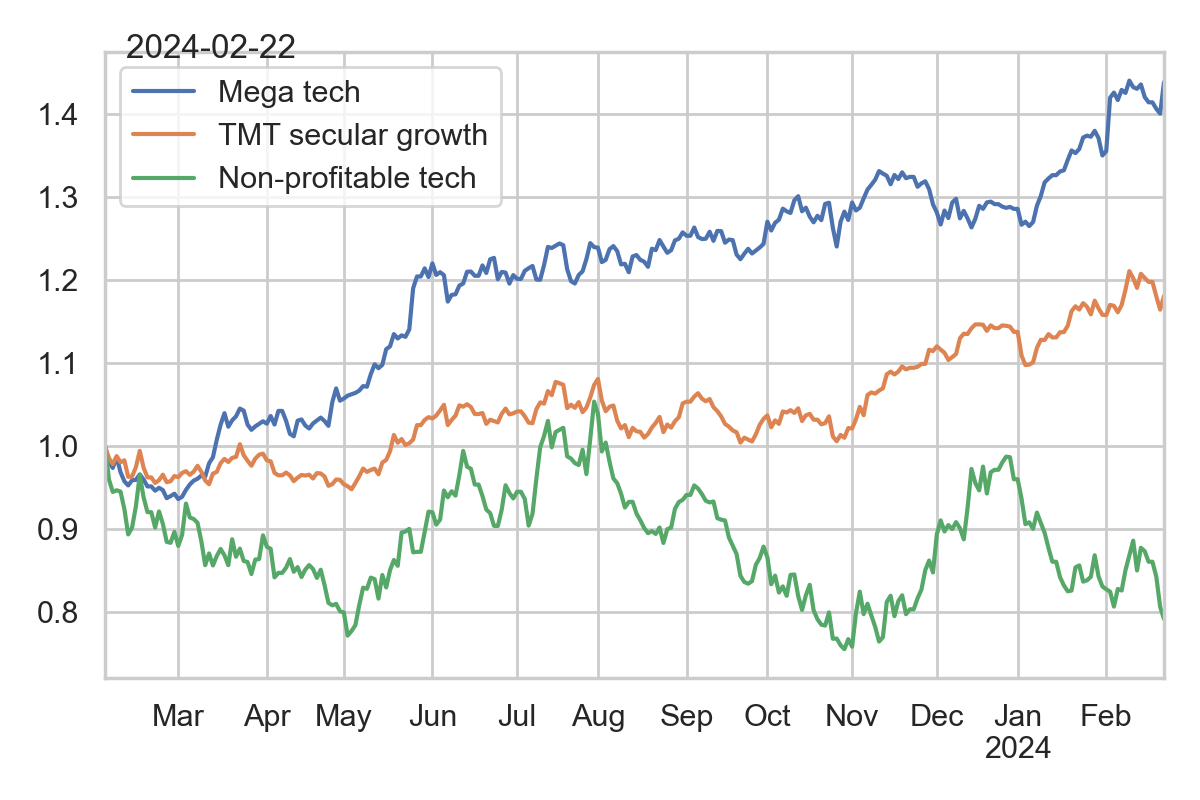 2024-02-22
Mega tech
TMT secular growth
Non-profitable tech
1.4
1.3
1.2
1.1
1.0
0.9
0.8
Mar Apr May Jun Jul Aug Sep Oct Nov Dec Jan Feb
2024